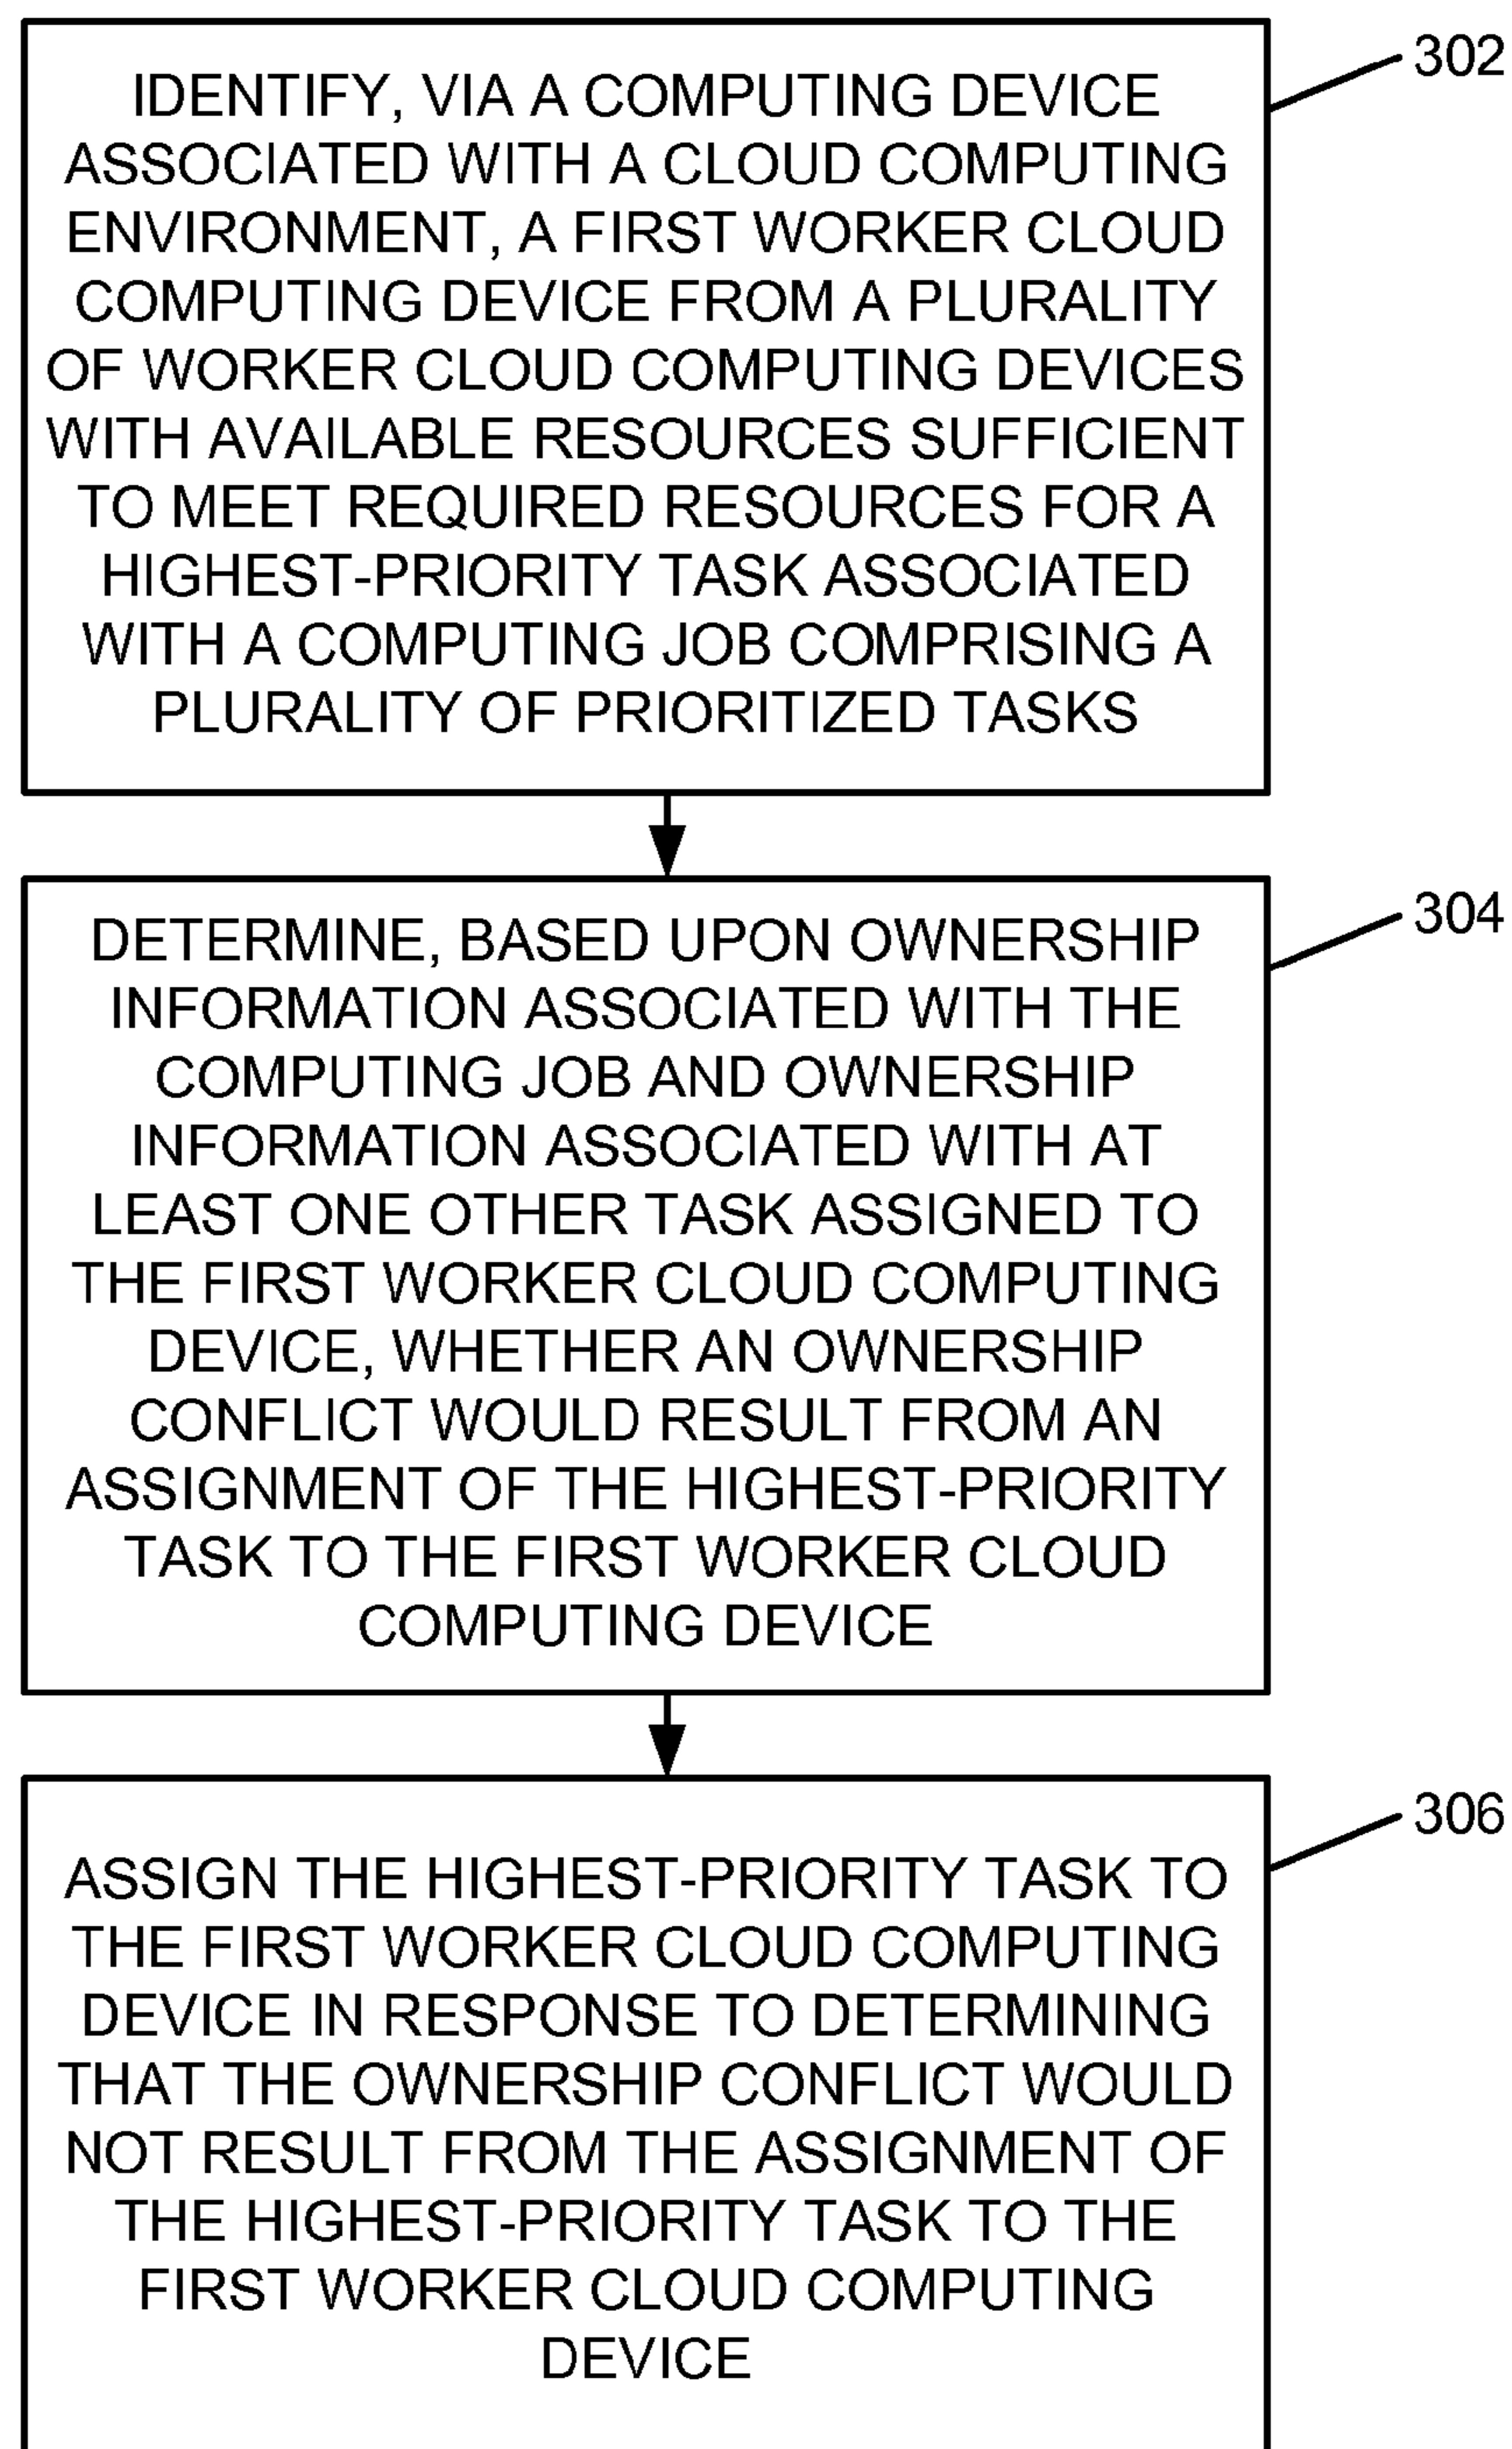 302
IDENTIFY, VIA A COMPUTING DEVICE
ASSOCIATED WITH A CLOUD COMPUTING
ENVIRONMENT, A FIRST WORKER CLOUD
COMPUTING DEVICE FROM A PLURALITY
OF WORKER CLOUD COMPUTING DEVICES
WITH AVAILABLE RESOURCES SUFFICIENT
TO MEET REQUIRED RESOURCES FOR A
HIGHEST-PRIORITY TASK ASSOCIATED
WITH A COMPUTING JOB COMPRISING A
PLURALITY OF PRIORITIZED TASKS
304
DETERMINE, BASED UPON OWNERSHIP
INFORMATION ASSOCIATED WITH THE
COMPUTING JOB AND OWNERSHIP
INFORMATION ASSOCIATED WITH AT
LEAST ONE OTHER TASK ASSIGNED TO
THE FIRST WORKER CLOUD COMPUTING
DEVICE, WHETHER AN OWNERSHIP
CONFLICT WOULD RESULT FROM AN
ASSIGNMENT OF THE HIGHEST-PRIORITY
TASK TO THE FIRST WORKER CLOUD
COMPUTING DEVICE
306
ASSIGN THE HIGHEST-PRIORITY TASK TO
THE FIRST WORKER CLOUD COMPUTING
DEVICE IN RESPONSE TO DETERMINING
THAT THE OWNERSHIP CONFLICT WOULD
NOT RESULT FROM THE ASSIGNMENT OF
THE HIGHEST-PRIORITY TASK TO THE
FIRST WORKER CLOUD COMPUTING
DEVICE